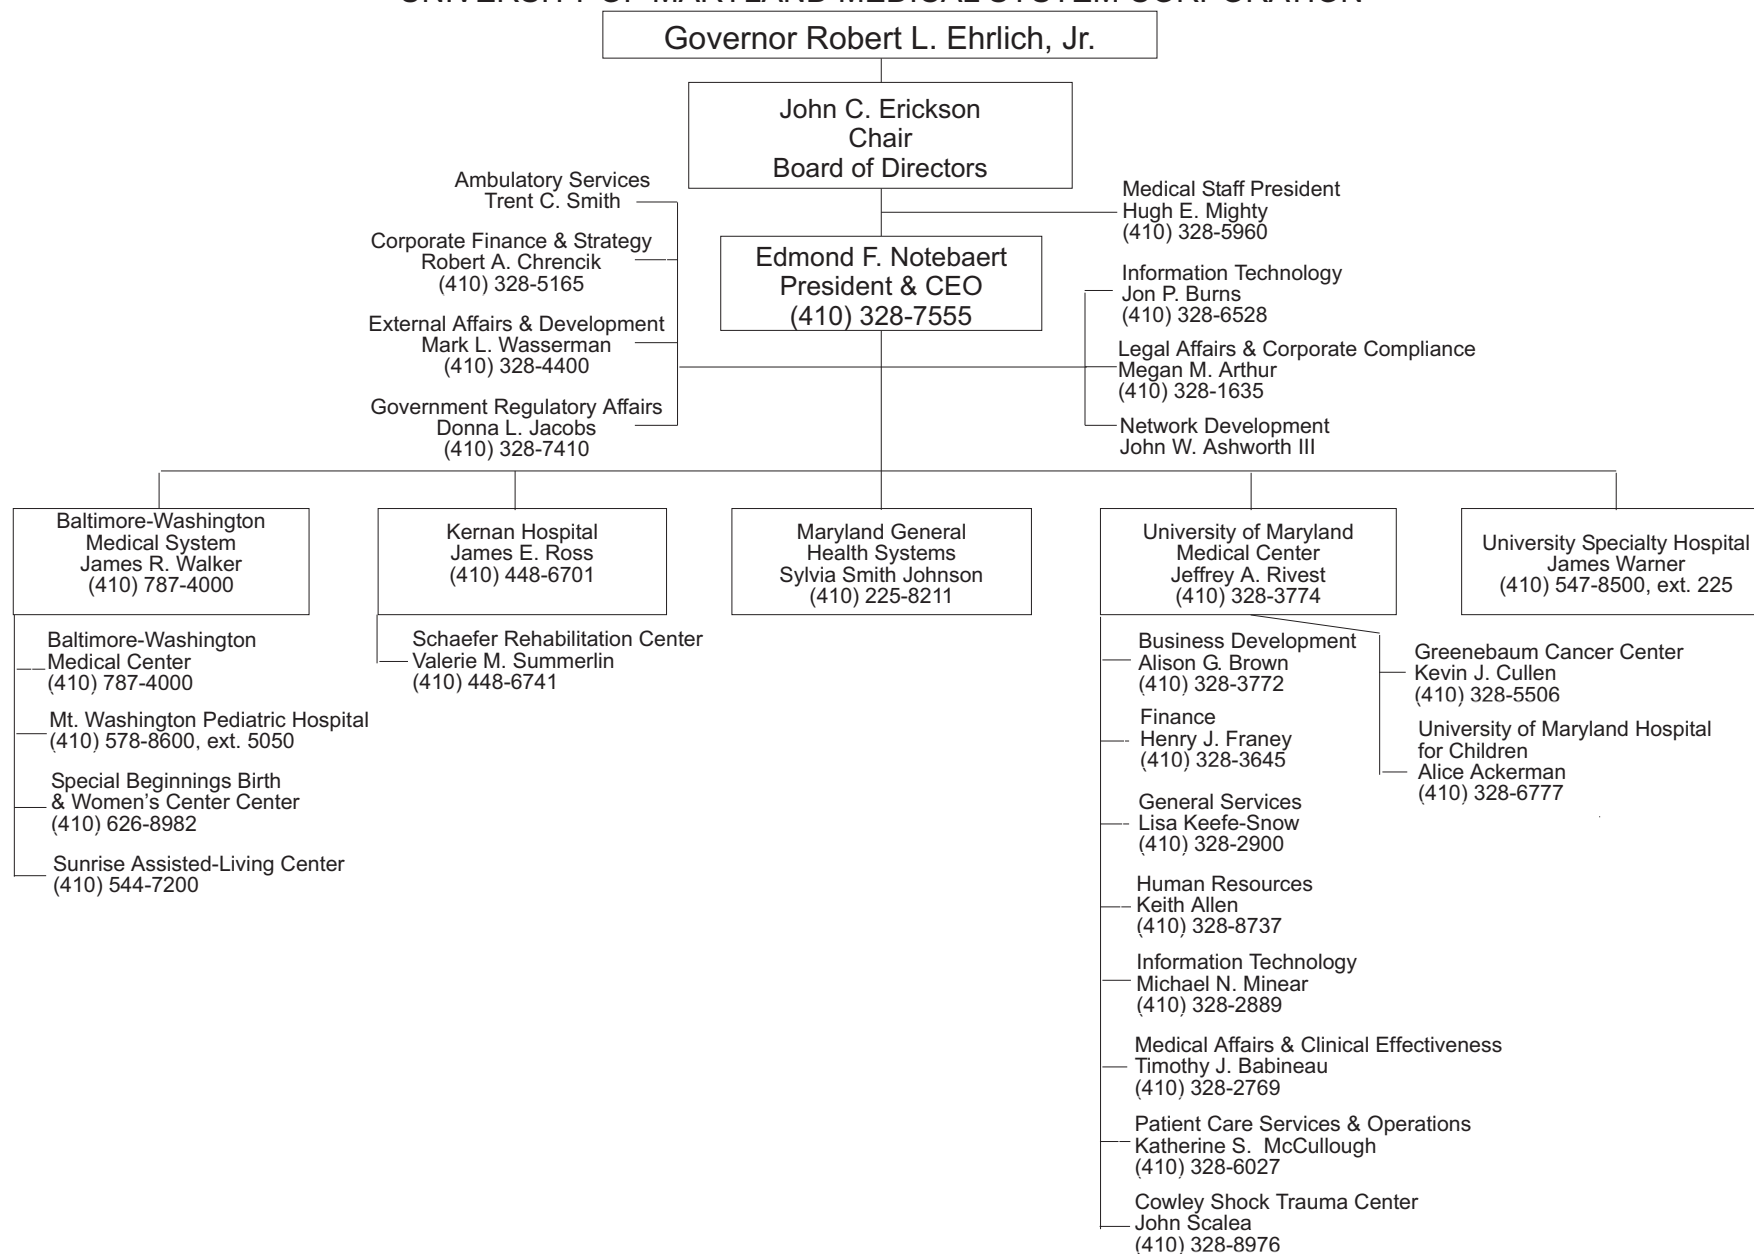 UNIVERSITY OF MARYLAND MEDICAL SYSTEM CORPORATION
Governor Robert L. Ehrlich, Jr.
John C. Erickson
Chair
Board of Directors
Ambulatory Services
Trent C. Smith
Corporate Finance & Strategy
Robert A. Chrencik
(410) 328-5165
External Affairs & Development
Mark L. Wasserman
(410) 328-4400
Government Regulatory Affairs
Donna L. Jacobs
(410) 328-7410
Edmond F. Notebaert
President & CEO
(410) 328-7555
Medical Staff President
Hugh E. Mighty
(410) 328-5960
Information Technology
Jon P. Burns
(410) 328-6528
Legal Affairs & Corporate Compliance
Megan M. Arthur
(410) 328-1635
Network Development
John W. Ashworth III
Baltimore-Washington
Medical System
James R. Walker
(410) 787-4000
Baltimore-Washington
Medical Center
(410) 787-4000
Mt. Washington Pediatric Hospital
(410) 578-8600, ext. 5050
Special Beginnings Birth
& Women's Center Center
(410) 626-8982
Sunrise Assisted-Living Center
(410) 544-7200
Kernan Hospital
James E. Ross
(410) 448-6701
Schaefer Rehabilitation Center
Valerie M. Summerlin
(410) 448-6741
Maryland General
Health Systems
Sylvia Smith Johnson
(410) 225-8211
University of Maryland
Medical Center
Jeffrey A. Rivest
(410) 328-3774
Business Development
Alison G. Brown
(410) 328-3772
Finance
Henry J. Franey
(410) 328-3645
General Services
Lisa Keefe-Snow
(410) 328-2900
Human Resources
Keith Allen
(410) 328-8737
Information Technology
Michael N. Minear
(410) 328-2889
Medical Affairs & Clinical Effectiveness
Timothy J. Babineau
(410) 328-2769
Patient Care Services & Operations
Katherine S. McCullough
(410) 328-6027
Cowley Shock Trauma Center
John Scalea
(410) 328-8976
Greenebaum Cancer Center
Kevin J. Cullen
(410) 328-5506
University of Maryland Hospital
for Children
Alice Ackerman
(410) 328-6777
University Specialty Hospital
James Warner
(410) 547-8500, ext. 225